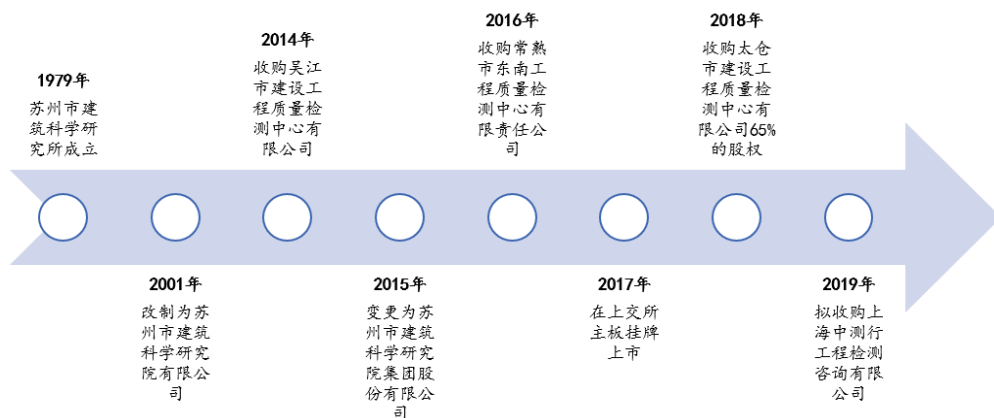 1979年
苏州市建
筑科学研
究所成立
2001年
改制为苏
州市建筑
科学研究
院有限公
司
2014年
收购吴江
市建设工
程质量检
测中心有
限公司
2015年
变更为苏
州市建筑
科学研究
院集团股
份有限公
司
2016年
收购常熟
市东南工
程质量检
测中心有
限责任公
司
2017年
在上交所
主板挂牌
上市
2018年
收购太仓
市建设工
程质量检
测中心有
限公司65%
的股权
2019年
拟收购上
海中测行
工程检测
咨询有限
公司